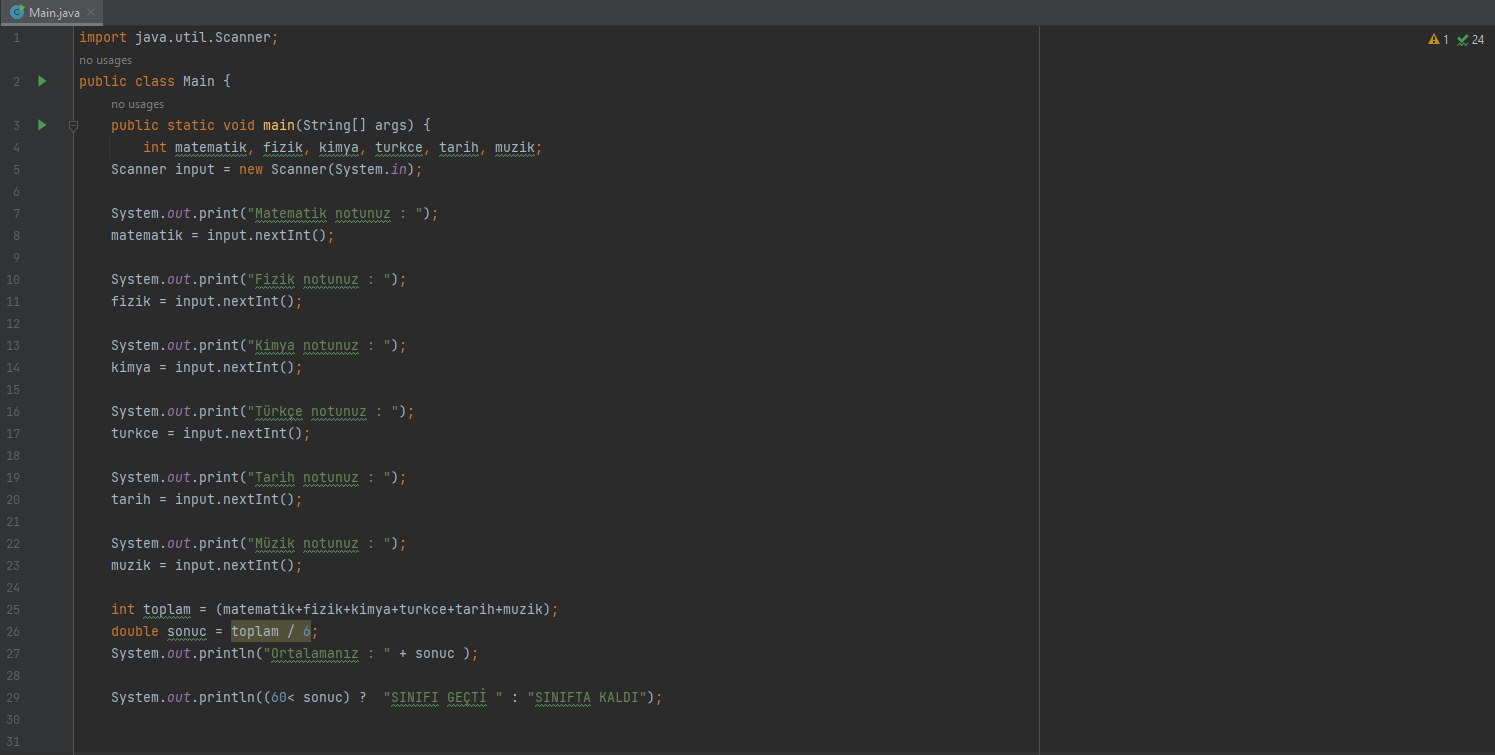 Main.java
1 import java.util.Scanner; 1 24
no usages
2 public class Main {
no usages
3 public static void main(String[] args) {
4 int matematik, fizik, kimya, turkce, tarih, muzik;
5 Scanner input = new Scanner(System.in);
6
7 System.out.print("Matematik notunuz : ");
8 matematik = input.nextInt();
9
10 System.out.print("Fizik notunuz : ");
11 fizik = input.nextInt();
12
13 System.out.print("Kimya notunuz : ");
14 kimya = input.nextInt();
15
16 System.out.print("Türkçe notunuz : ");
17 turkce = input.nextInt();
18
19 System.out.print("Tarih notunuz : ");
20 tarih = input.nextInt();
21
22 System.out.print("Müzik notunuz : ");
23 muzik = input.nextInt();
24
25 int toplam = (matematik+fizik+kimya+turkce+tarih+muzik);
26 double sonuc = toplam / 6;
27 System.out.println("Ortalamanız : " + sonuc );
28
29 System.out.println((60< sonuc) ?  "SINIFI GEÇTİ " : "SINIFTA KALDI");
30
31